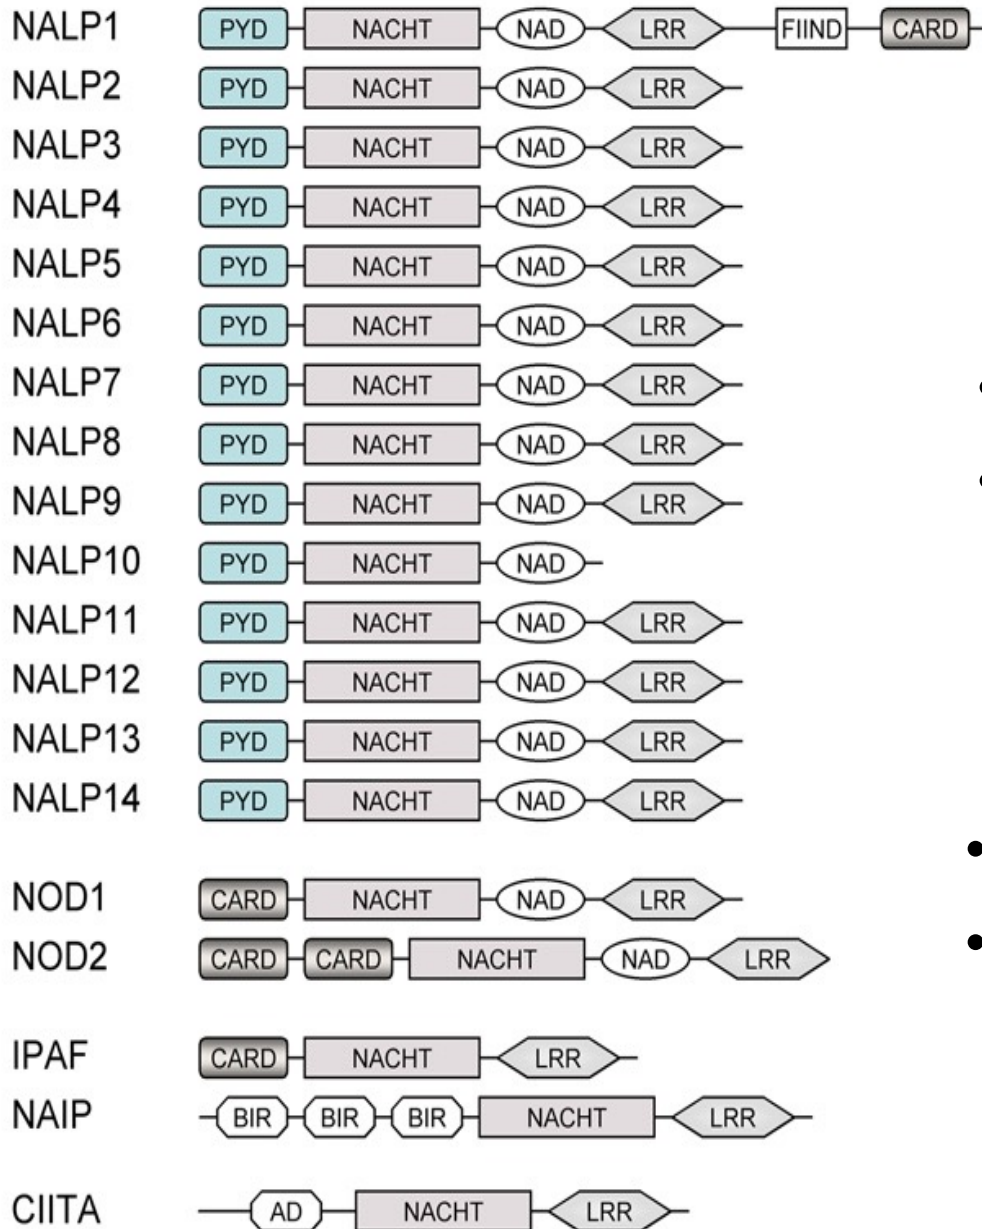 NALP1 PYD NACHT NAD LRR FIIND CARD
NALP2 PYD NACHT NAD LRR
NALP3 PYD NACHT NAD LRR
NALP4 PYD NACHT NAD LRR
NALP5 PYD NACHT NAD LRR
NALP6 PYD NACHT NAD LRR
NALP7 PYD NACHT NAD LRR
NALP8 PYD NACHT NAD LRR
NALP9 PYD NACHT NAD LRR
NALP10 PYD NACHT NAD
NALP11 PYD NACHT NAD LRR
NALP12 PYD NACHT NAD LRR
NALP13 PYD NACHT NAD LRR
NALP14 PYD NACHT NAD LRR
NOD1 CARD NACHT NAD LRR
NOD2 CARD CARD NACHT NAD LRR
IPAF CARD NACHT LRR
NAIP BIR BIR BIR NACHT LRR
CIITA AD NACHT LRR